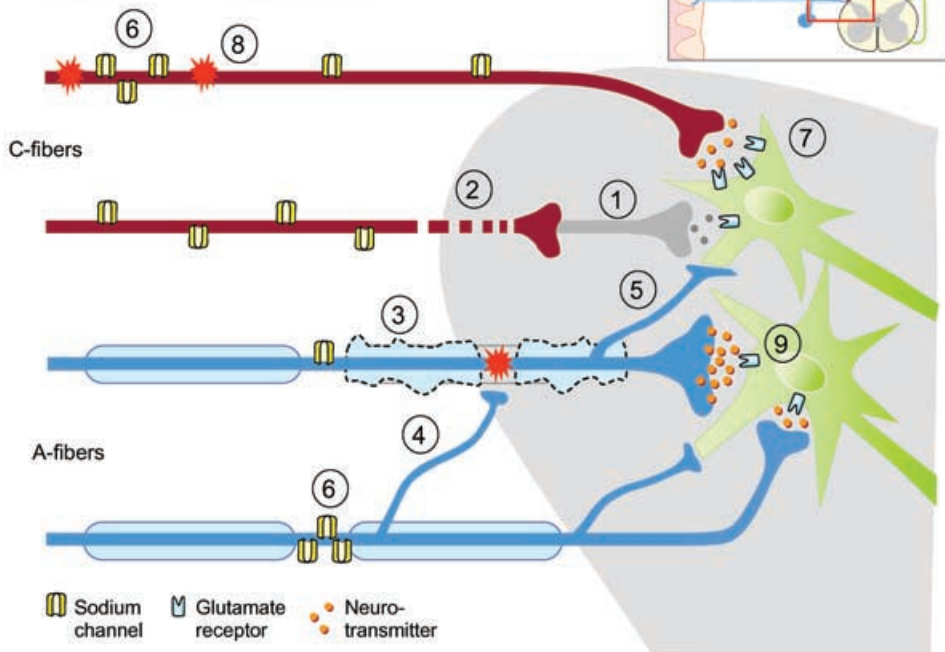 6
8
7
C-fibers
2
1
5
3
9
4
A-fibers
6
Sodium
channel
Glutamate
receptor
Neuro-
transmitter